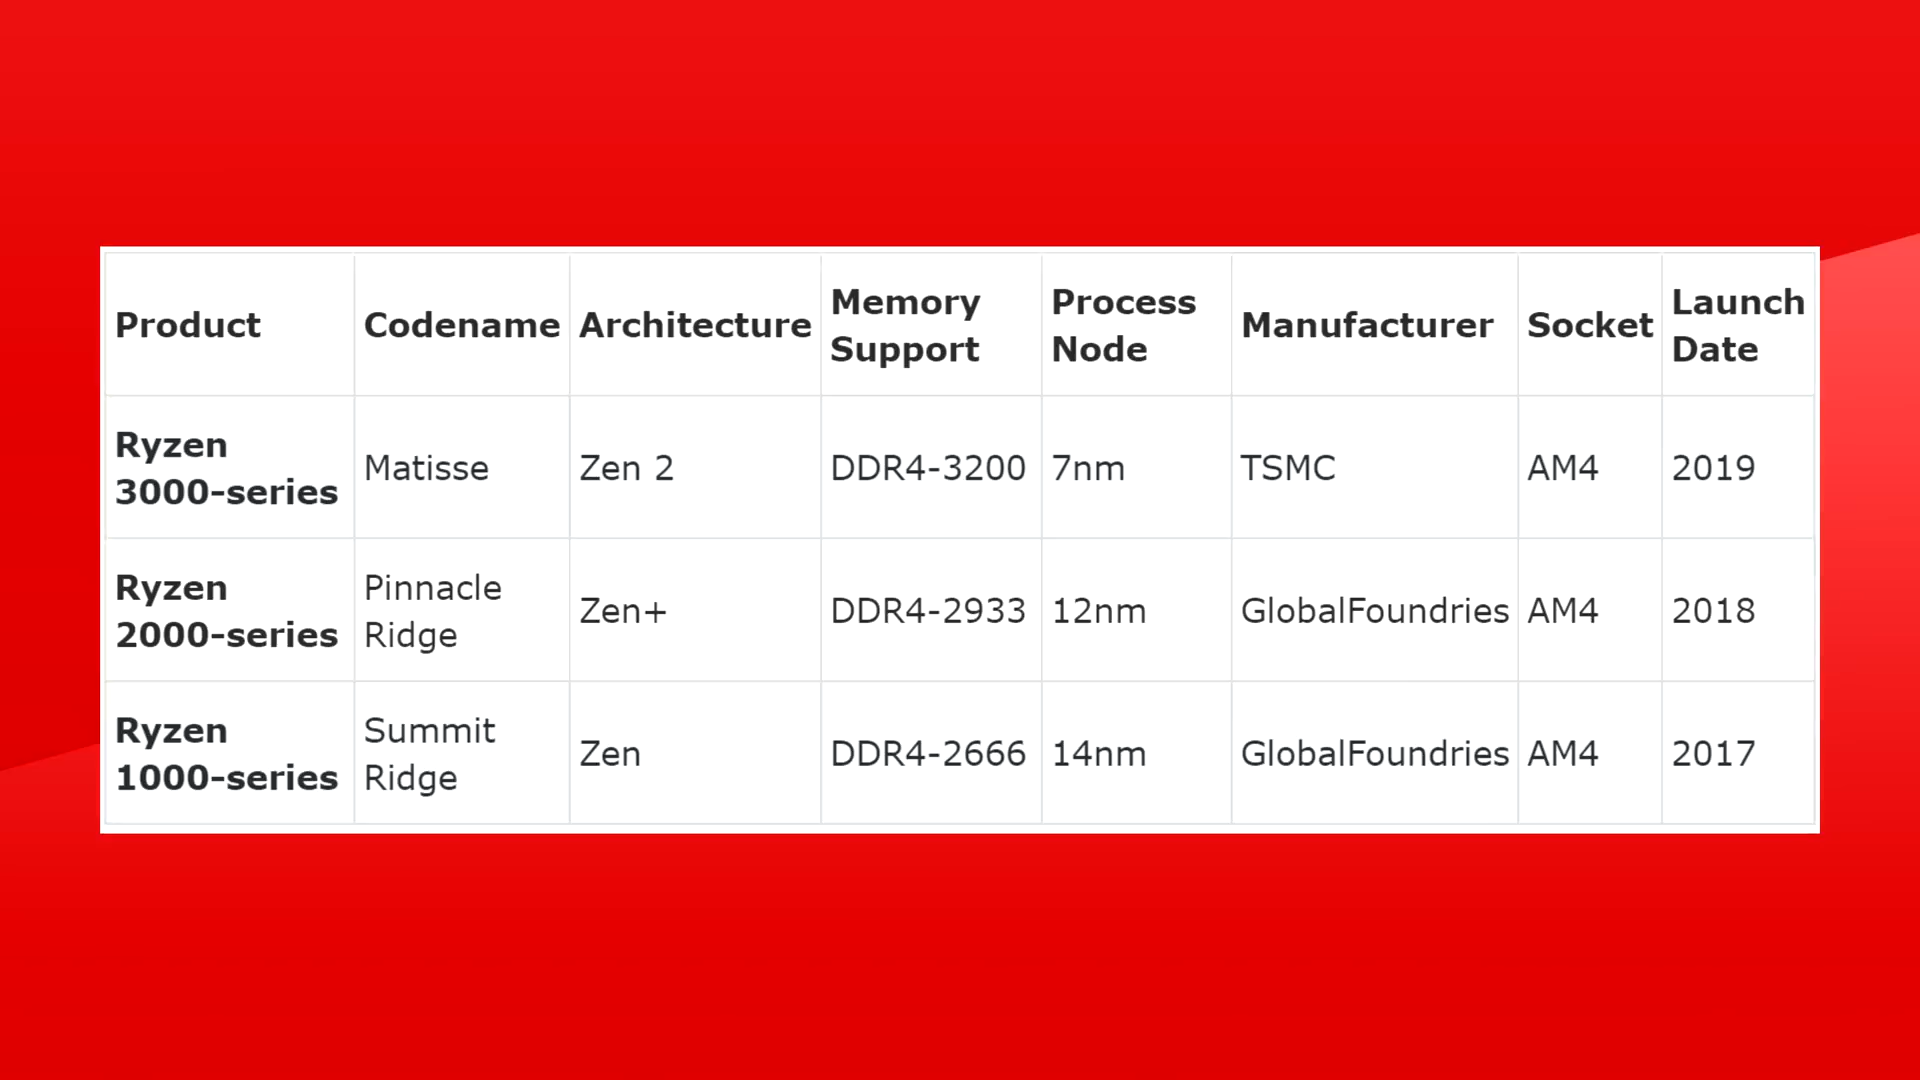 Product Codename Architecture Memory Support Process Node Manufacturer Socket Launch Date
Ryzen 3000-series Matisse Zen 2 DDR4-3200 7nm TSMC AM4 2019
Ryzen 2000-series Pinnacle Ridge Zen+ DDR4-2933 12nm GlobalFoundries AM4 2018
Ryzen 1000-series Summit Ridge Zen DDR4-2666 14nm GlobalFoundries AM4 2017